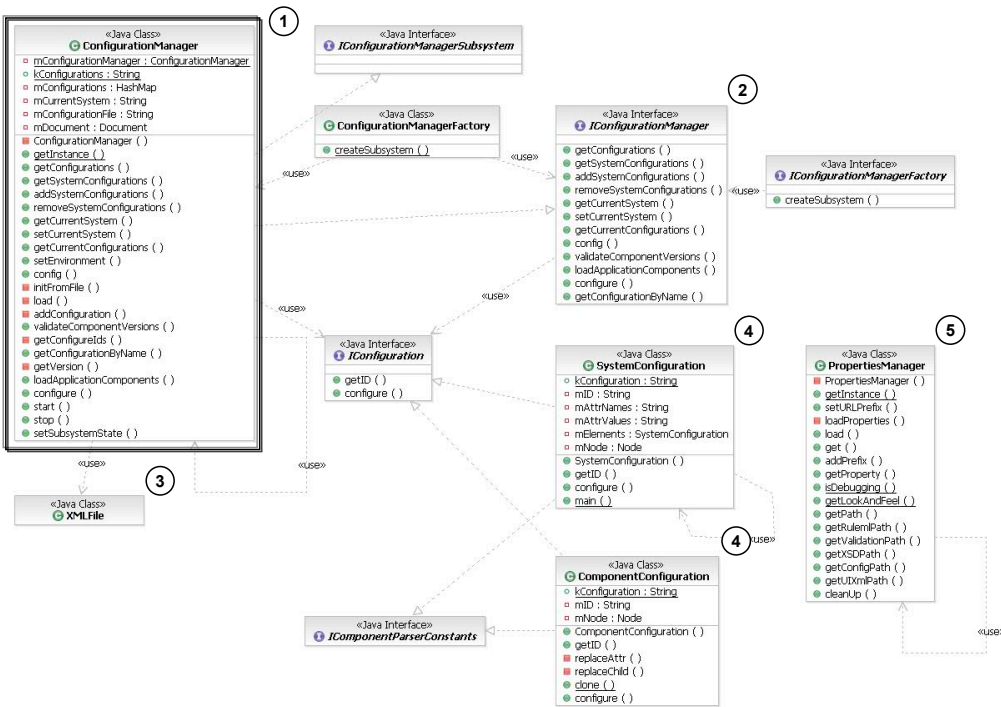 1
«Java Class»
ConfigurationManager
mConfigurationManager : ConfigurationManager
kConfigurations : String
mConfigurations : HashMap
mCurrentSystem : String
mConfigurationFile : String
mDocument : Document
ConfigurationManager ( )
getInstance ( )
getConfigurations ( )
getSystemConfigurations ( )
addSystemConfigurations ( )
removeSystemConfigurations ( )
getCurrentSystem ( )
setCurrentSystem ( )
getCurrentConfigurations ( )
setEnvironment ( )
config ( )
initFromFile ( )
load ( )
addConfiguration ( )
validateComponentVersions ( )
getConfigureIds ( )
getConfigurationByName ( )
getVersion ( )
loadApplicationComponents ( )
configure ( )
start ( )
stop ( )
setSubsystemState ( )
«Java Interface»
IConfigurationManagerSubsystem
«Java Class»
ConfigurationManagerFactory
createSubsystem ( )
«use»
«use»
2
«Java Interface»
IConfigurationManager
getConfigurations ( )
getSystemConfigurations ( )
addSystemConfigurations ( )
removeSystemConfigurations ( )
getCurrentSystem ( )
setCurrentSystem ( )
getCurrentConfigurations ( )
config ( )
validateComponentVersions ( )
loadApplicationComponents ( )
configure ( )
getConfigurationByName ( )
«use»
«Java Interface»
IConfigurationManagerFactory
createSubsystem ( )
«use»
«use»
«Java Interface»
IConfiguration
getID ( )
configure ( )
«use»
«use»
3
«Java Class»
XMLFile
4
«Java Class»
SystemConfiguration
kConfiguration : String
mID : String
mAttrNames : String
mAttrValues : String
mElements : SystemConfiguration
mNode : Node
SystemConfiguration ( )
getID ( )
configure ( )
main ( )
«use»
4
«Java Class»
ComponentConfiguration
kConfiguration : String
mID : String
mNode : Node
ComponentConfiguration ( )
getID ( )
replaceAttr ( )
replaceChild ( )
clone ( )
configure ( )
«Java Interface»
IComponentParserConstants
5
«Java Class»
PropertiesManager
PropertiesManager ( )
getInstance ( )
setURLPrefix ( )
loadProperties ( )
load ( )
get ( )
addPrefix ( )
getProperty ( )
isDebugging ( )
getLookAndFeel ( )
getPath ( )
getRulemlPath ( )
getValidationPath ( )
getXSDPath ( )
getConfigPath ( )
getUIXmlPath ( )
cleanUp ( )
«use»